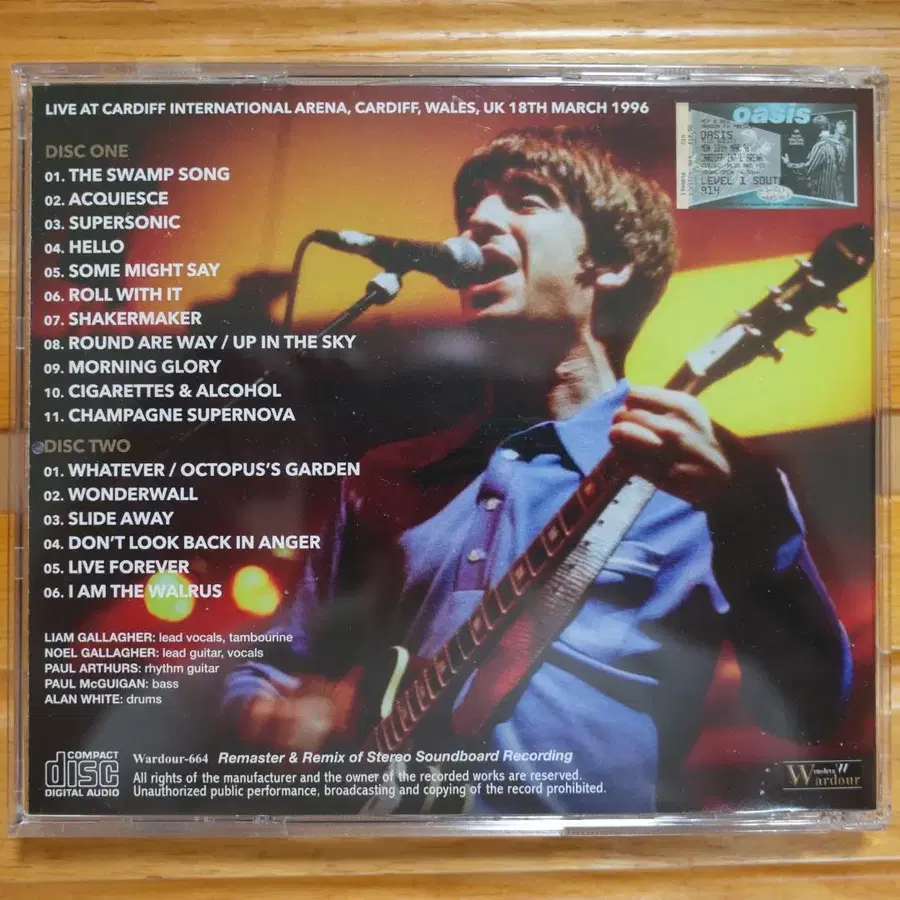 LIVE AT CARDIFF INTERNATIONAL ARENA, CARDIFF, WALES, UK 18TH MARCH 1996
oasis
OASIS
LEVEL 1 SOUTH
914
DISC ONE
01. THE SWAMP SONG
02. ACQUIESCE
03. SUPERSONIC
04. HELLO
05. SOME MIGHT SAY
06. ROLL WITH IT
07. SHAKERMAKER
08. ROUND ARE WAY / UP IN THE SKY
09. MORNING GLORY
10. CIGARETTES & ALCOHOL
11. CHAMPAGNE SUPERNOVA
DISC TWO
01. WHATEVER / OCTOPUS'S GARDEN
02. WONDERWALL
03. SLIDE AWAY
04. DON'T LOOK BACK IN ANGER
05. LIVE FOREVER
06. I AM THE WALRUS
LIAM GALLAGHER: lead vocals, tambourine
NOEL GALLAGHER: lead guitar, vocals
PAUL ARTHURS: rhythm guitar
PAUL McGUIGAN: bass
ALAN WHITE: drums
COMPACT
disc
DIGITAL AUDIO
Wardour-664 Remaster & Remix of Stereo Soundboard Recording
All rights of the manufacturer and the owner of the recorded works are reserved.
Unauthorized public performance, broadcasting and copying of the record prohibited.
Wardour